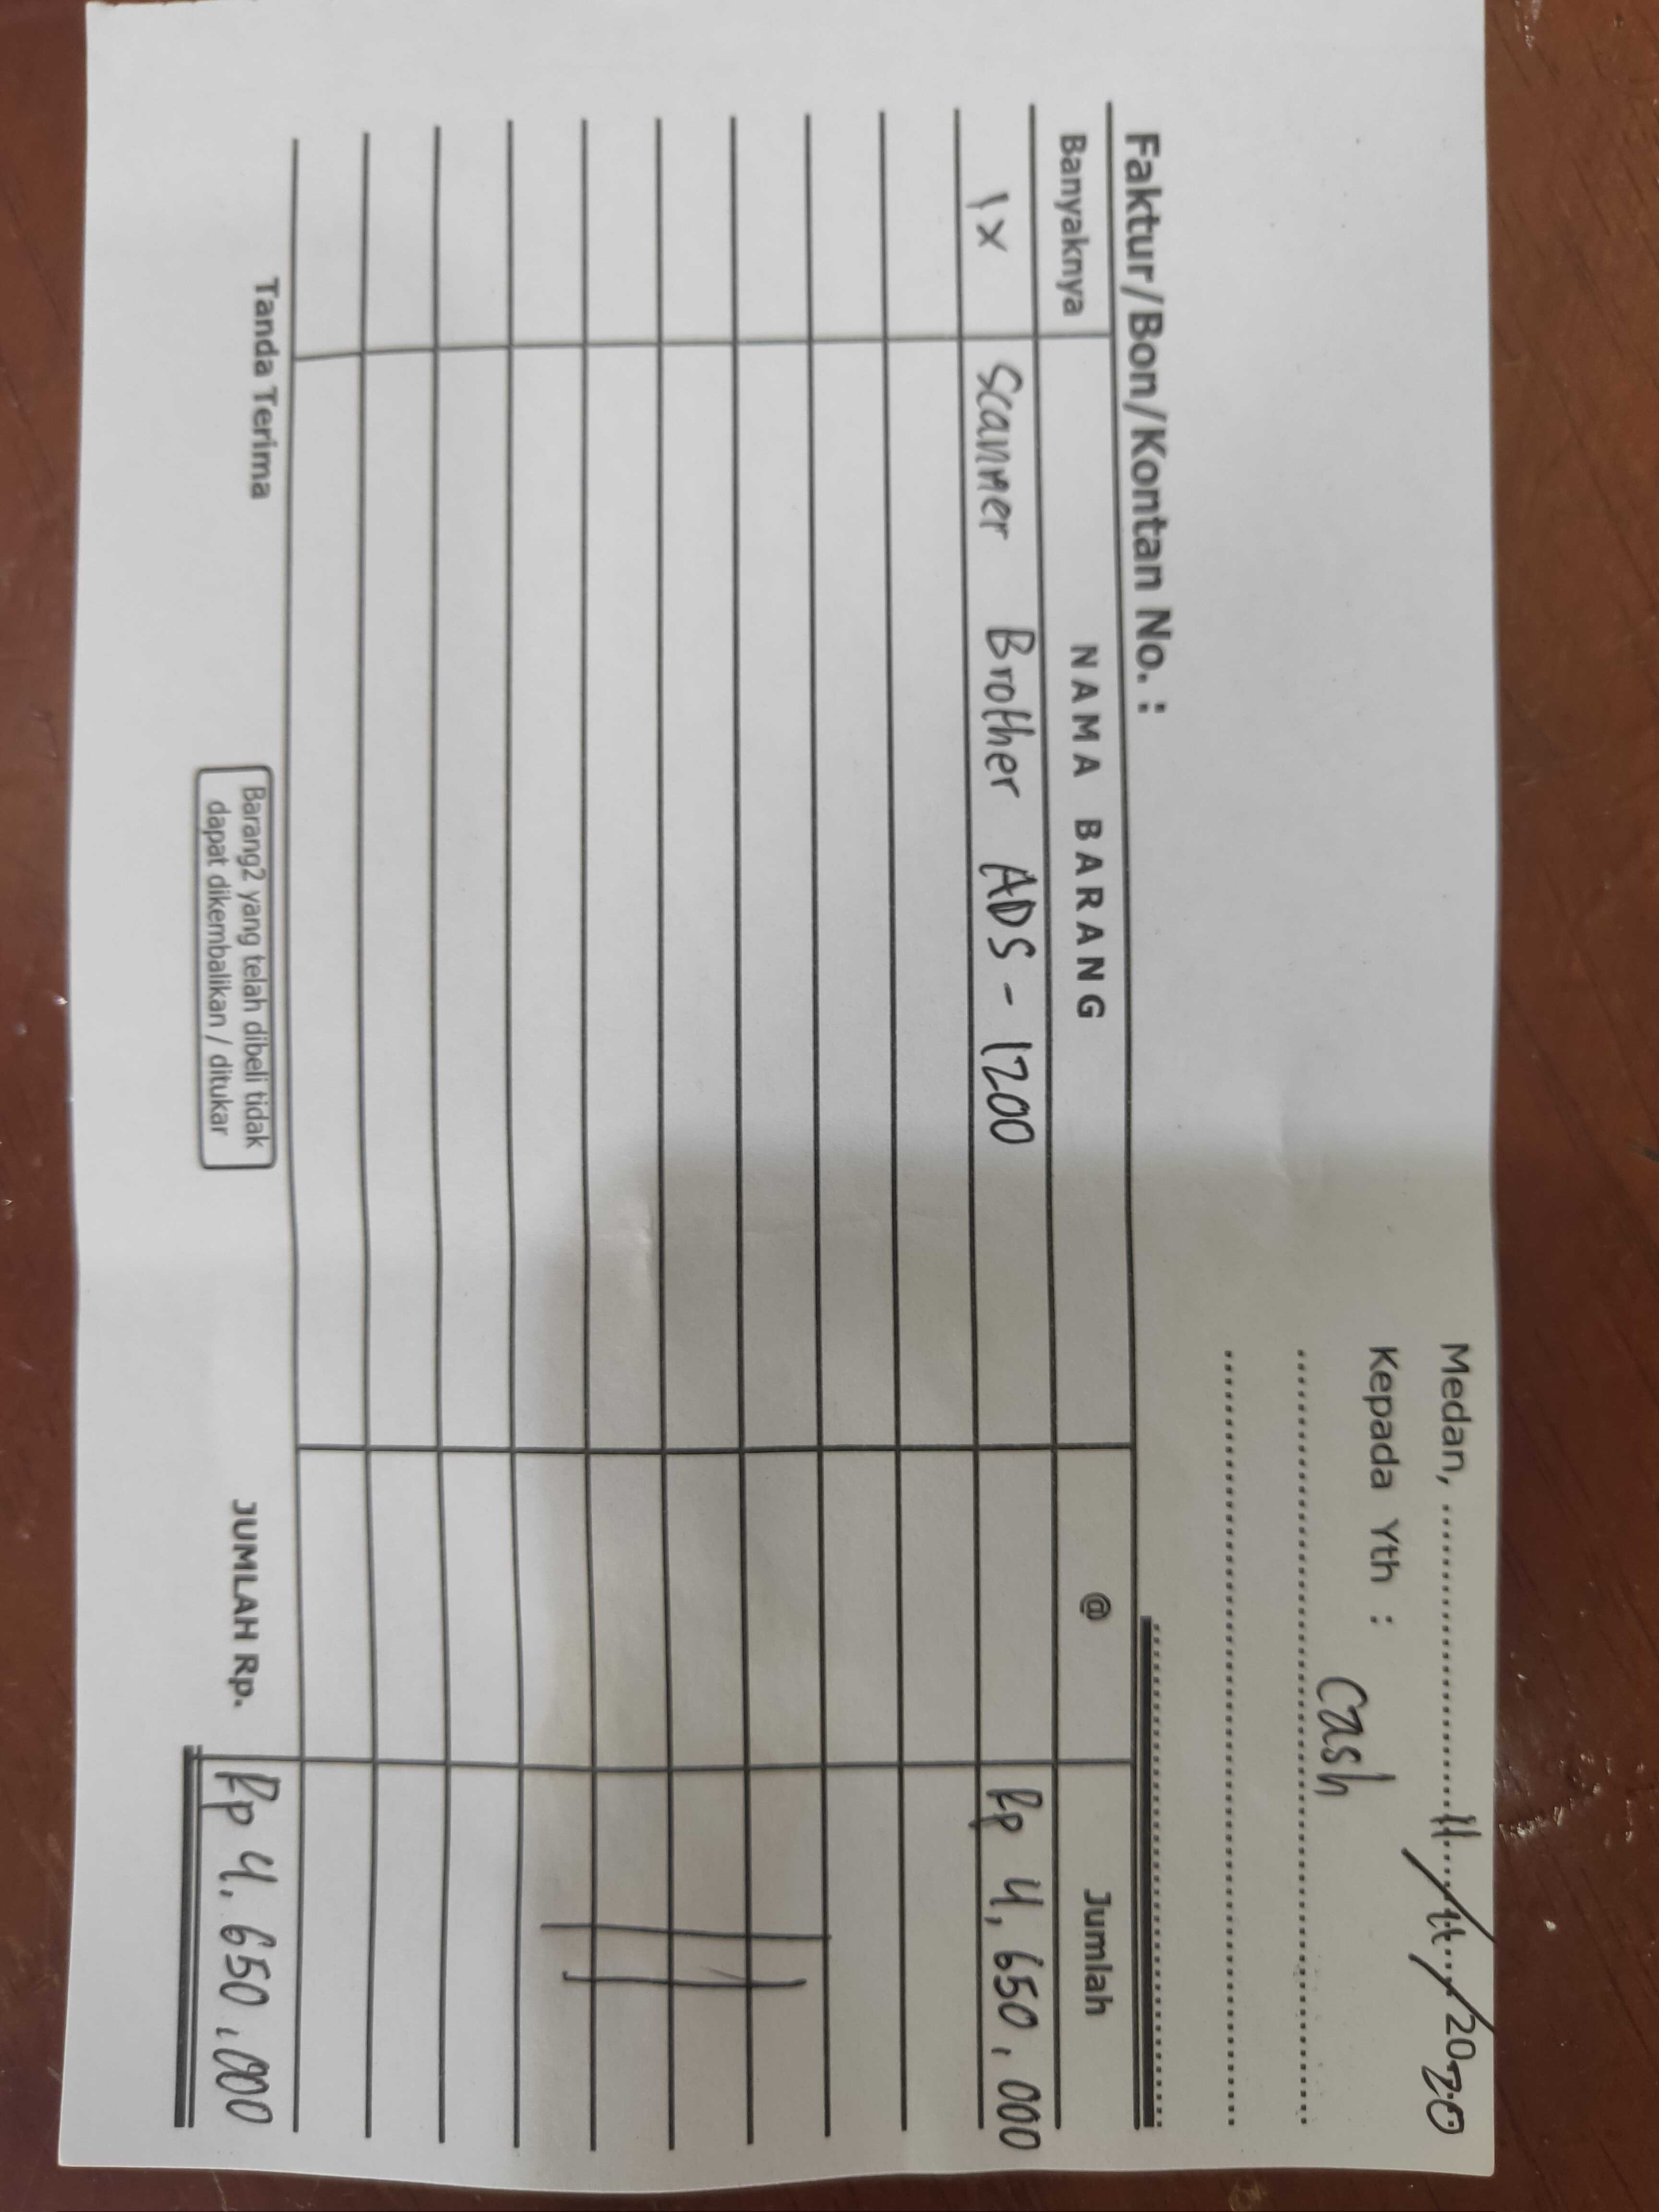 Medan, 11/11/2020
Kepada Yth : Cash
Faktur/Bon/Kontan No. :
Banyaknya NAMA BARANG @ Jumlah
1x Scanner Brother ADS - 1200 Rp 4,650,000
Tanda Terima
Barang2 yang telah dibeli tidak
dapat dikembalikan / ditukar
JUMLAH Rp. Rp 4.650,000